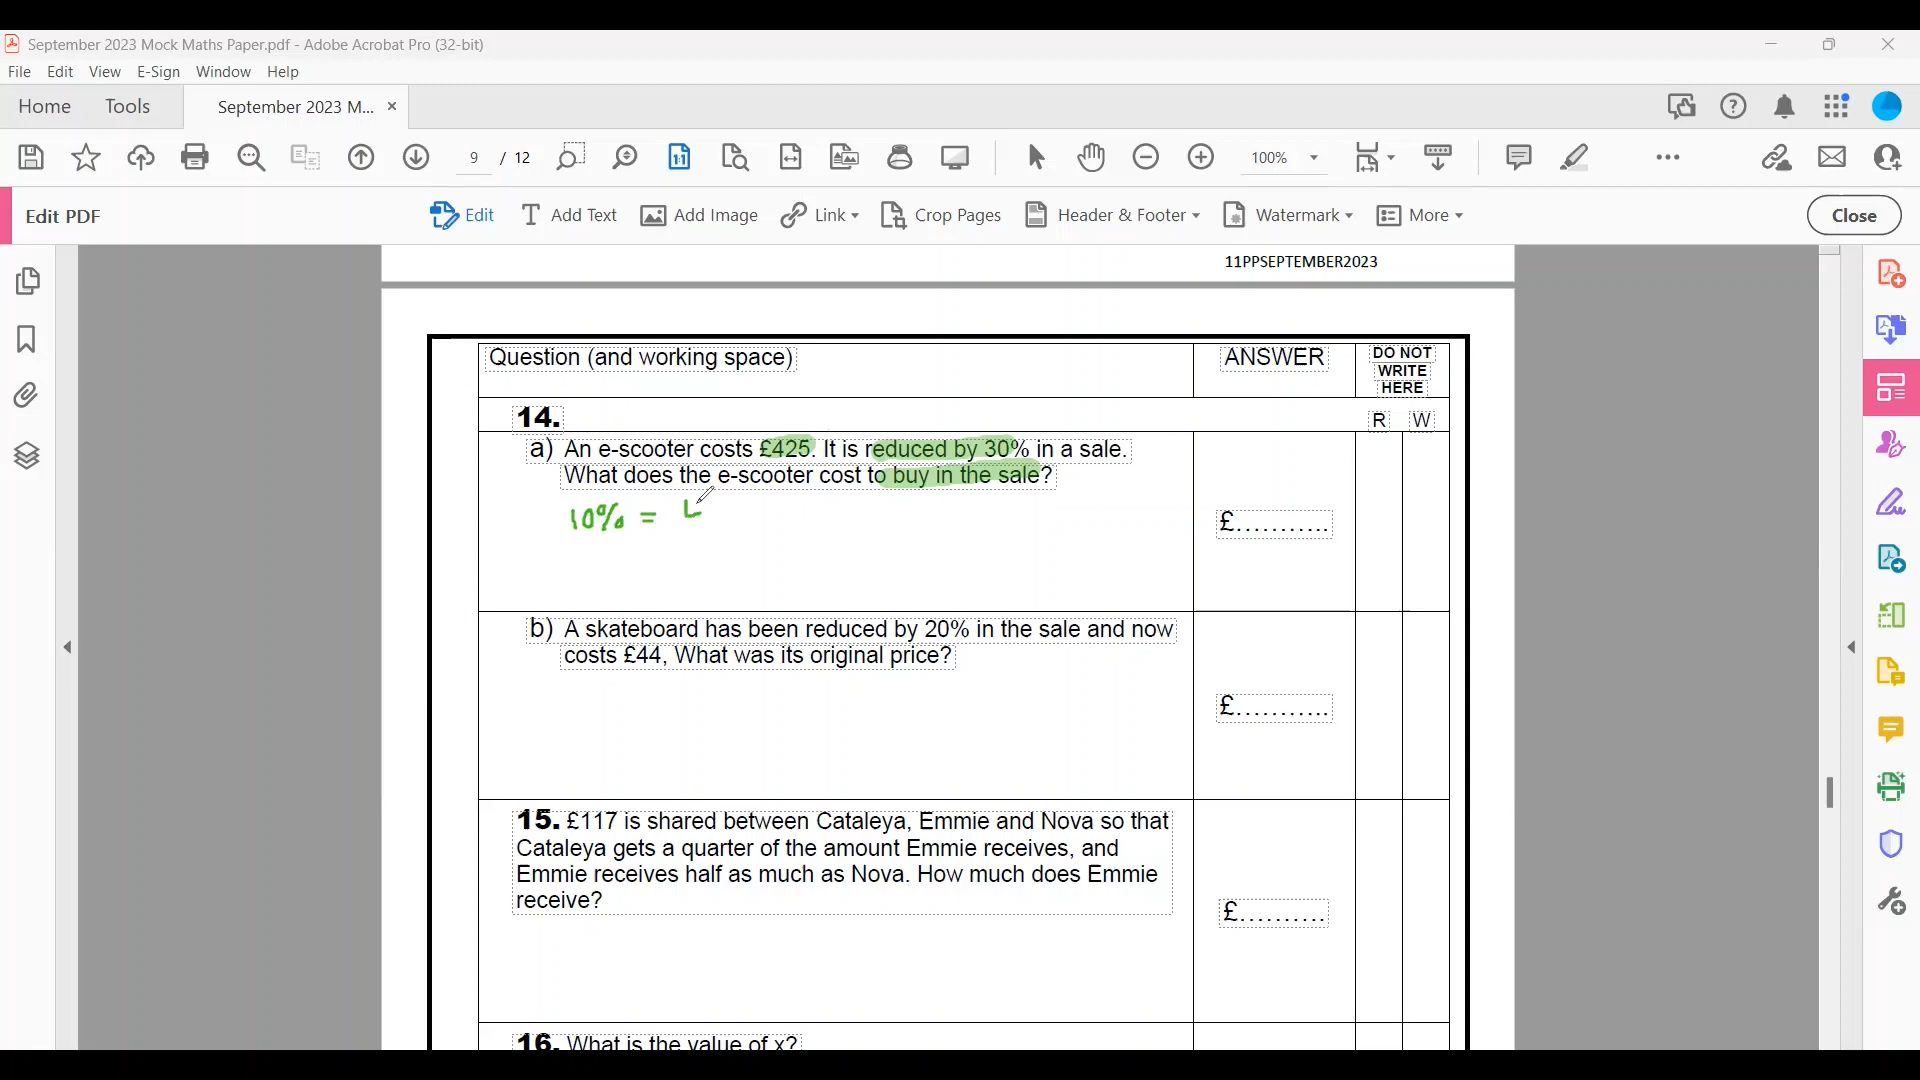 September 2023 Mock Maths Paper.pdf - Adobe Acrobat Pro (32-bit)
File Edit View E-Sign Window Help
Home Tools September 2023 M... ×
9 / 12 1:1 100%
Edit PDF Edit Add Text Add Image Link Crop Pages Header & Footer Watermark More Close
11PPSEPTEMBER2023
Question (and working space) ANSWER DO NOT
WRITE
HERE
14. R W
a) An e-scooter costs £425. It is reduced by 30% in a sale.
What does the e-scooter cost to buy in the sale?
10% =
£...........
b) A skateboard has been reduced by 20% in the sale and now
costs £44, What was its original price?
£...........
15. £117 is shared between Cataleya, Emmie and Nova so that
Cataleya gets a quarter of the amount Emmie receives, and
Emmie receives half as much as Nova. How much does Emmie
receive?
£..........
16. What is the value of x?